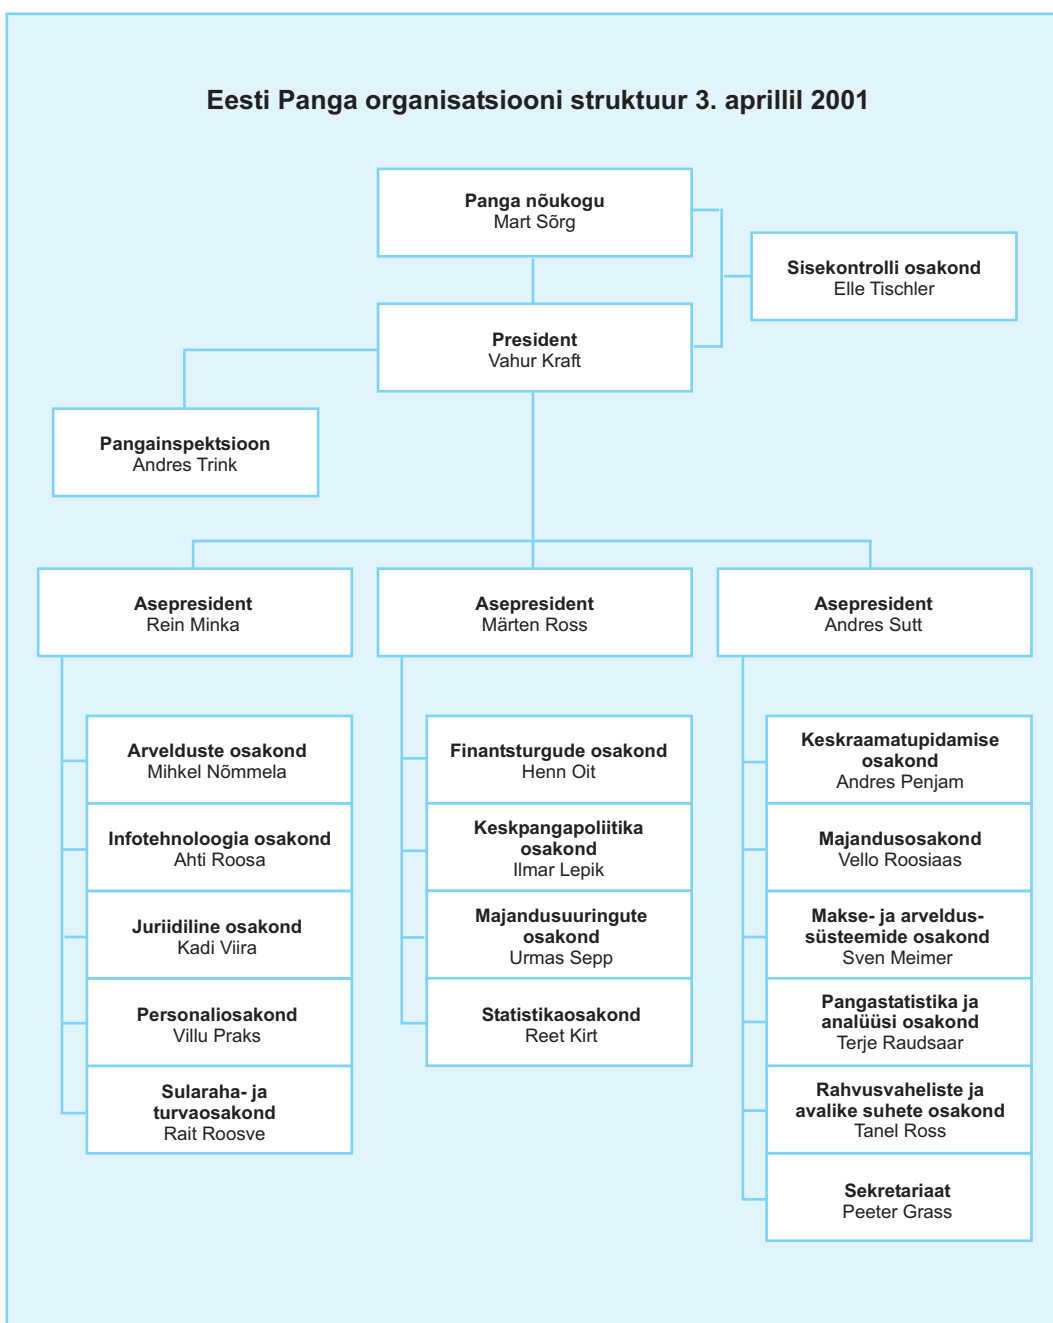 Eesti Panga organisatsiooni struktuur 3. aprillil 2001
Panga nõukogu
Mart Sõrg
Sisekontrolli osakond
Elle Tischler
President
Vahur Kraft
Pangainspektsioon
Andres Trink
Asepresident
Rein Minka
Asepresident
Märten Ross
Asepresident
Andres Sutt
Arvelduste osakond
Mihkel Nõmmela
Infotehnoloogia osakond
Ahti Roosa
Juriidiline osakond
Kadi Viira
Personaliosakond
Villu Praks
Sularaha- ja
turvaosakond
Rait Roosve
Finantsturgude osakond
Henn Oit
Keskpangapoliitika
osakond
Ilmar Lepik
Majandusuuringute
osakond
Urmas Sepp
Statistikaosakond
Reet Kirt
Keskraamatupidamise
osakond
Andres Penjam
Majandusosakond
Vello Roosiaas
Makse- ja arveldus-
süsteemide osakond
Sven Meimer
Pangastatistika ja
analüüsi osakond
Terje Raudsaar
Rahvusvaheliste ja
avalike suhete osakond
Tanel Ross
Sekretariaat
Peeter Grass